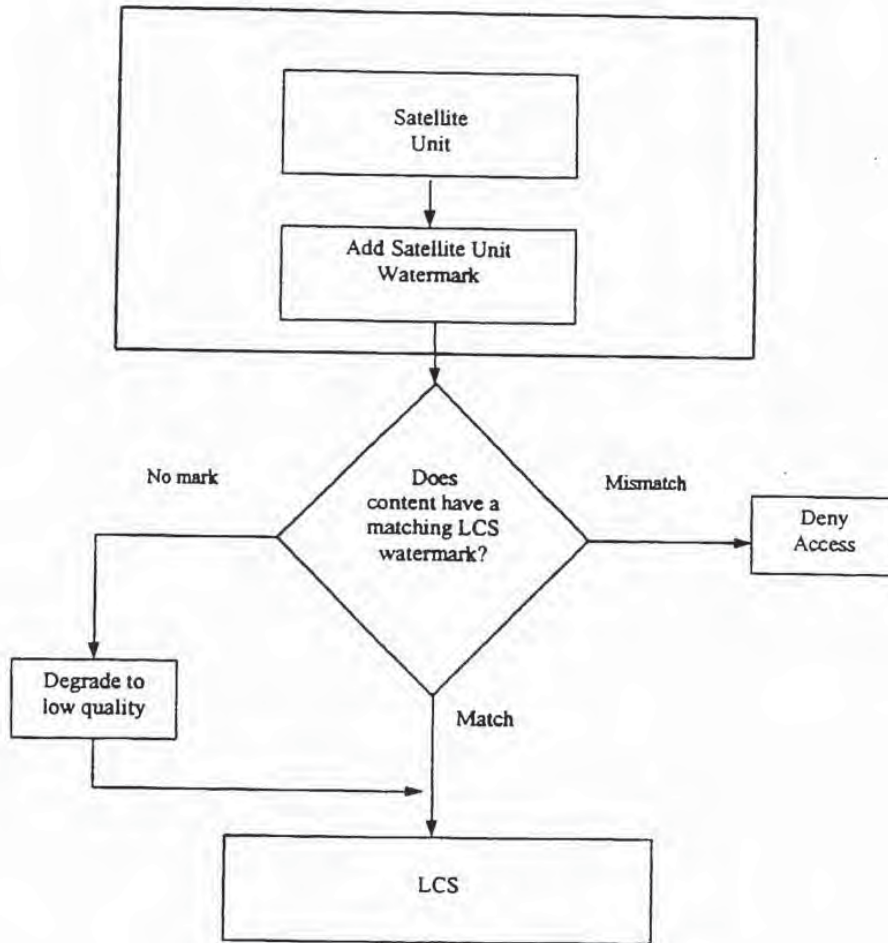 Satellite
Unit
Add Satellite Unit
Watermark
Does
content have a
matching LCS
watermark?
No mark
Mismatch
Deny
Access
Degrade to
low quality
Match
LCS